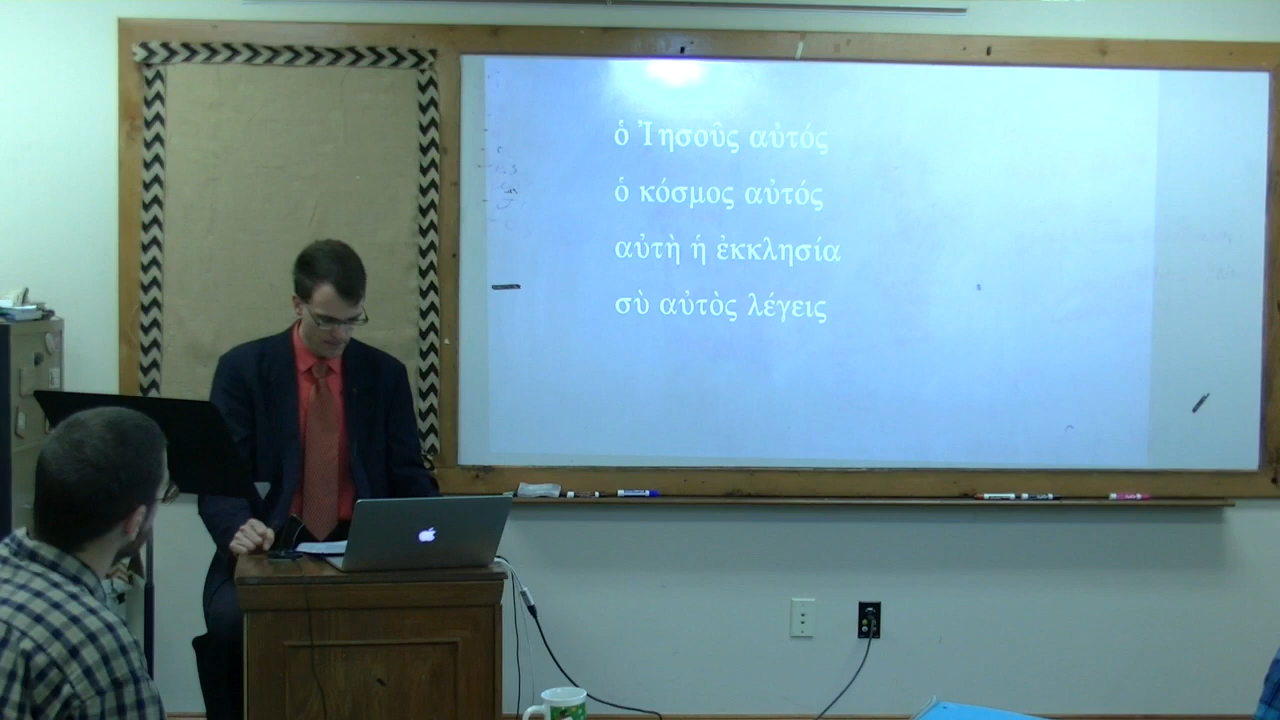 ὁ Ἰησοῦς αὐτός
ὁ κόσμος αὐτός
αὐτὴ ἡ ἐκκλησία
σὺ αὐτὸς λέγεις